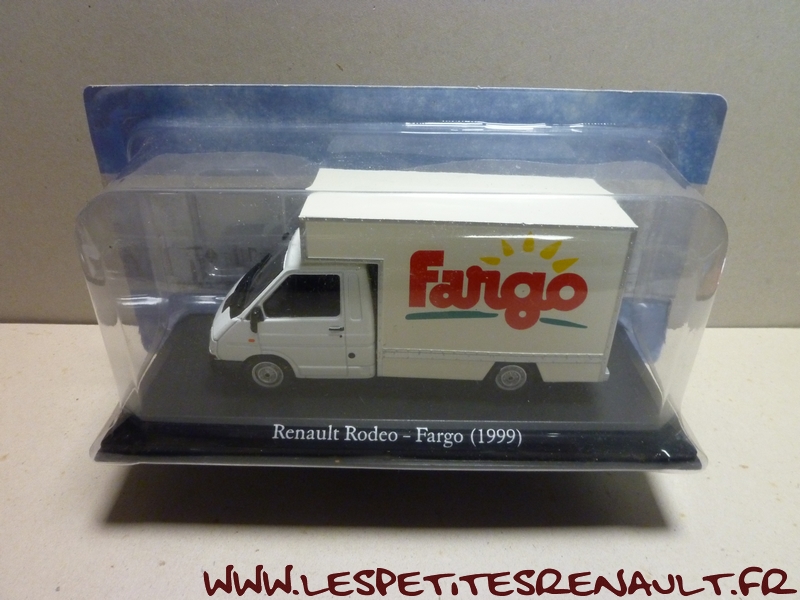 Fargo
Renault Rodeo - Fargo (1999)
WWW.LESPETITESRENAULT.FR